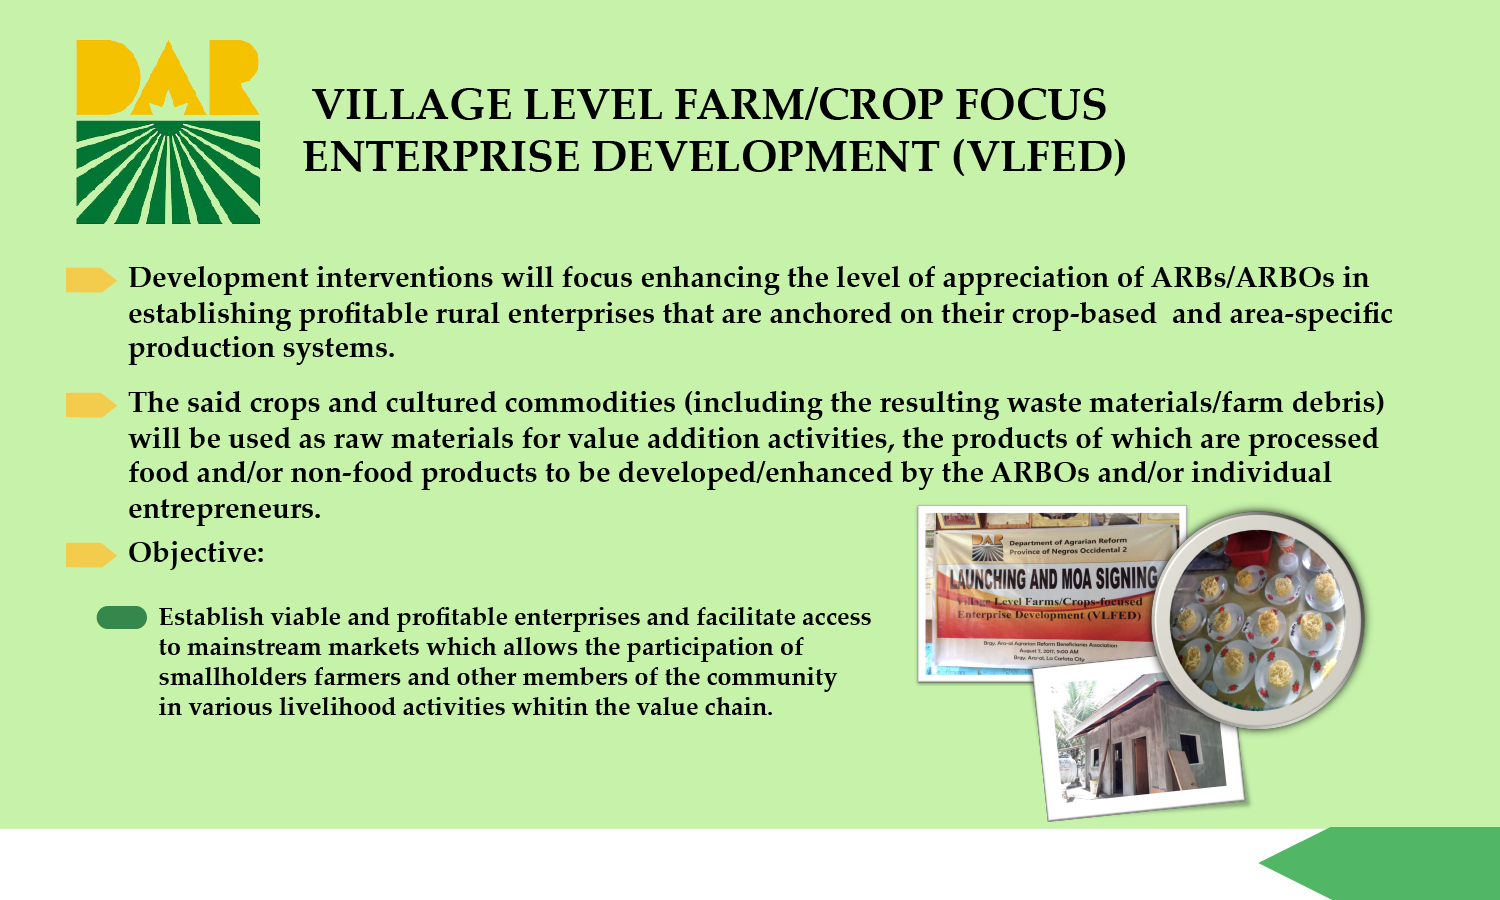 DAR
VILLAGE LEVEL FARM/CROP FOCUS
ENTERPRISE DEVELOPMENT (VLFED)
Development interventions will focus enhancing the level of appreciation of ARBs/ARBOs in
establishing profitable rural enterprises that are anchored on their crop-based and area-specific
production systems.
The said crops and cultured commodities (including the resulting waste materials/farm debris)
will be used as raw materials for value addition activities, the products of which are processed
food and/or non-food products to be developed/enhanced by the ARBOs and/or individual
entrepreneurs.
Objective:
Establish viable and profitable enterprises and facilitate access
to mainstream markets which allows the participation of
smallholders farmers and other members of the community
in various livelihood activities whitin the value chain.
DAR
Department of Agrarian Reform
Province of Negros Occidental 2
LAUNCHING AND MOA SIGNING
Village Level Farms/Crops-focused
Enterprise Development (VLFED)
Brgy. Ara-al Agrarian Reform Beneficiaries Association
August 7, 2017, 9:00 AM
Brgy. Ara-al, La Carlota City